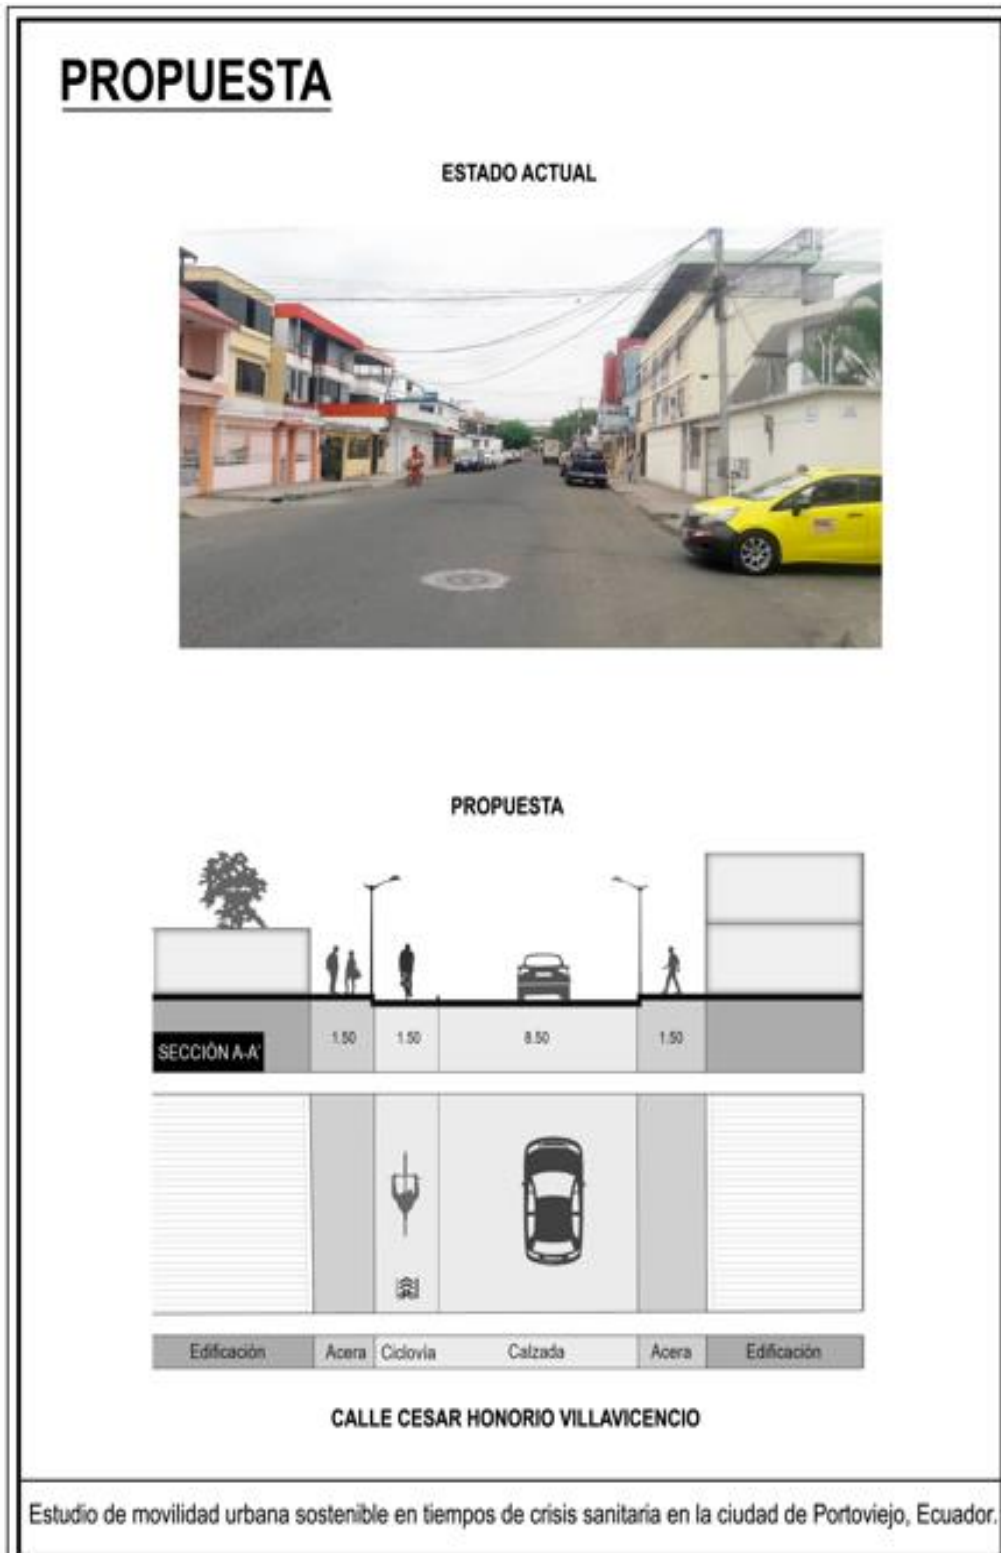 PROPUESTA
ESTADO ACTUAL
PROPUESTA
SECCIÓN A-A'
1.50 1.50 8.50 1.50
Edificación Acera Ciclovía Calzada Acera Edificación
CALLE CESAR HONORIO VILLAVICENCIO
Estudio de movilidad urbana sostenible en tiempos de crisis sanitaria en la ciudad de Portoviejo, Ecuador.